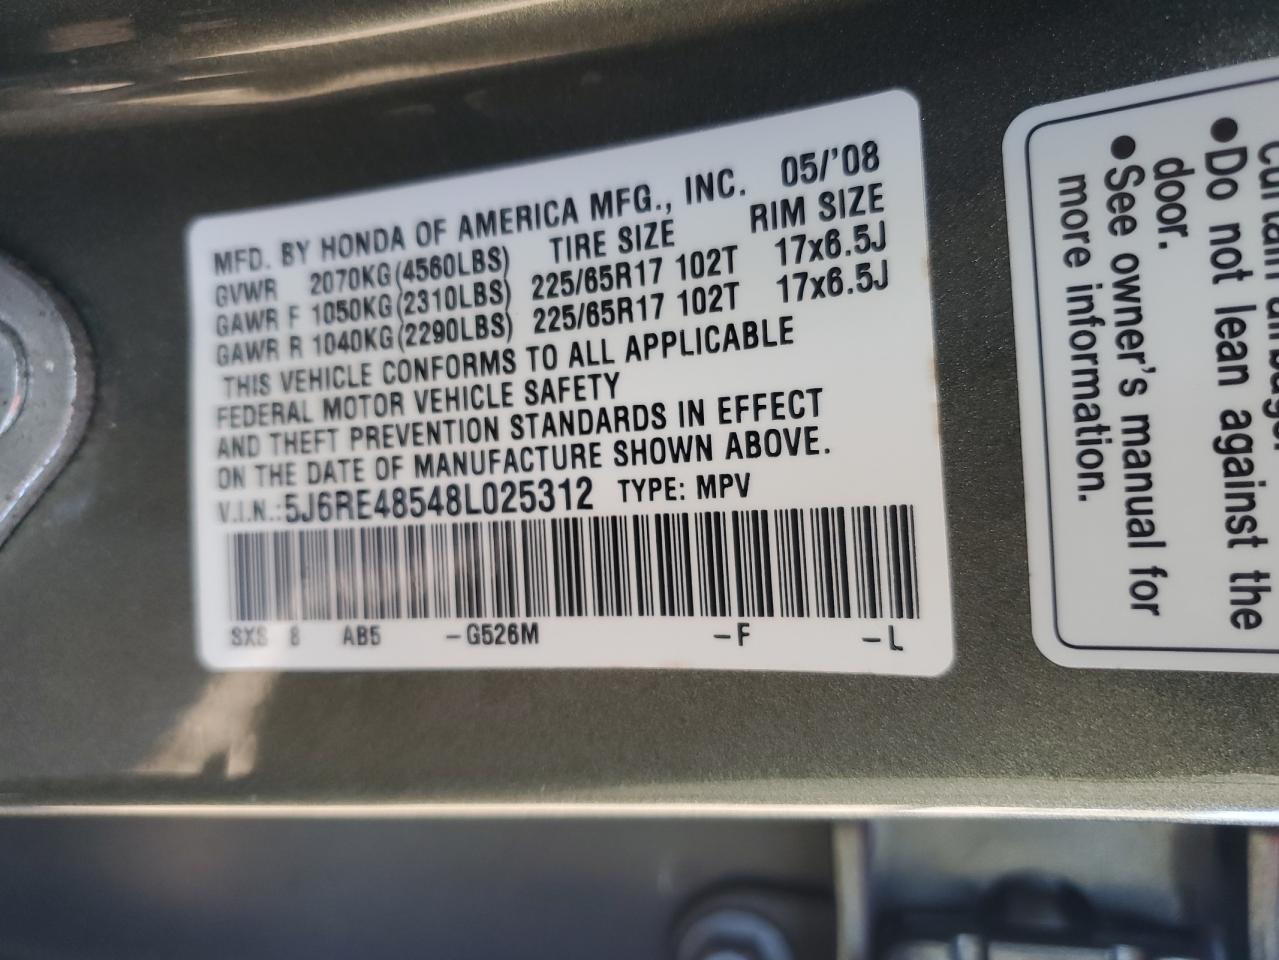 MFD. BY HONDA OF AMERICA MFG., INC. 05/'08
GVWR 2070KG(4560LBS) TIRE SIZE RIM SIZE
GAWR F 1050KG(2310LBS) 225/65R17 102T 17x6.5J
GAWR R 1040KG(2290LBS) 225/65R17 102T 17x6.5J
THIS VEHICLE CONFORMS TO ALL APPLICABLE
FEDERAL MOTOR VEHICLE SAFETY
AND THEFT PREVENTION STANDARDS IN EFFECT
ON THE DATE OF MANUFACTURE SHOWN ABOVE.
V.I.N.:5J6RE48548L025312 TYPE: MPV
SXS 8 AB5 -G526M -F -L
●Do not lean against the
door.
●See owner's manual for
more information.